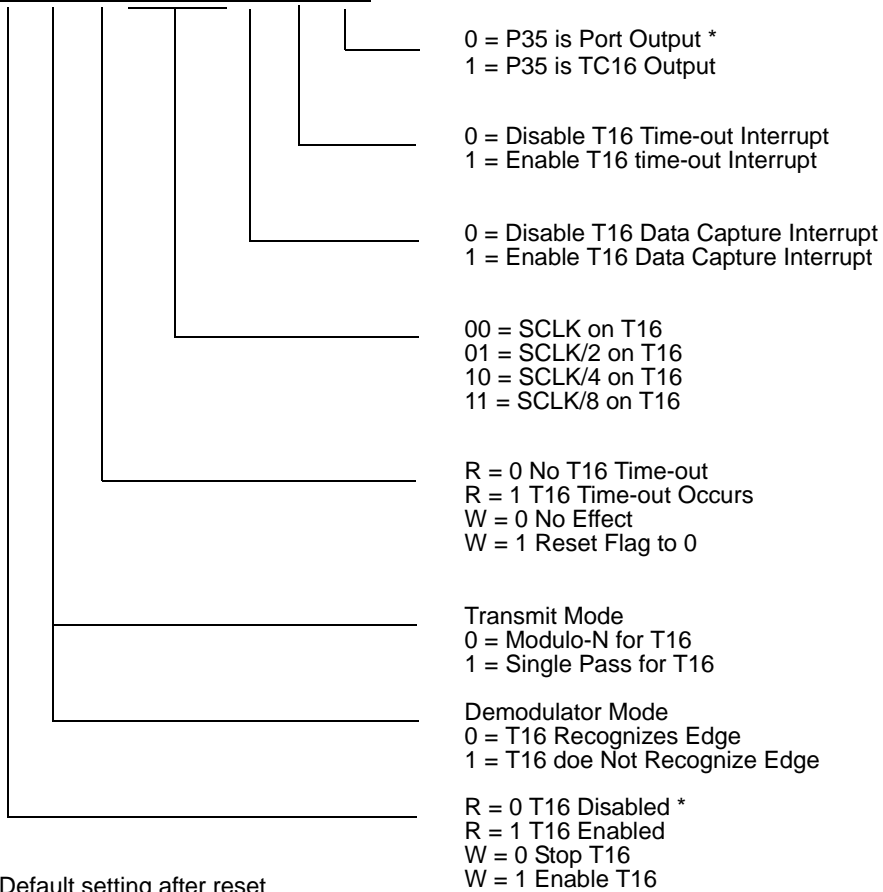 0 = P35 is Port Output *
1 = P35 is TC16 Output
0 = Disable T16 Time-out Interrupt
1 = Enable T16 time-out Interrupt
0 = Disable T16 Data Capture Interrupt
1 = Enable T16 Data Capture Interrupt
00 = SCLK on T16
01 = SCLK/2 on T16
10 = SCLK/4 on T16
11 = SCLK/8 on T16
R = 0 No T16 Time-out
R = 1 T16 Time-out Occurs
W = 0 No Effect
W = 1 Reset Flag to 0
Transmit Mode
0 = Modulo-N for T16
1 = Single Pass for T16
Demodulator Mode
0 = T16 Recognizes Edge
1 = T16 doe Not Recognize Edge
R = 0 T16 Disabled *
R = 1 T16 Enabled
W = 0 Stop T16
W = 1 Enable T16
Default setting after reset